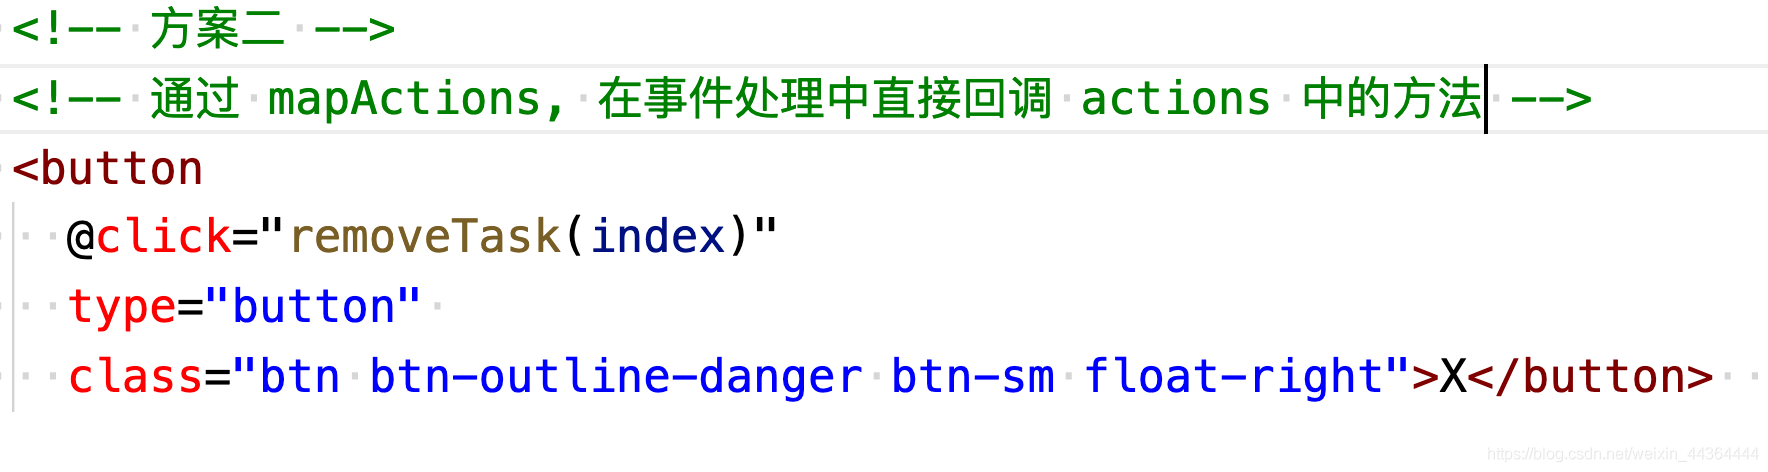 <!-- 方案二 -->
<!-- 通过 mapActions, 在事件处理中直接回调 actions 中的方法 -->
<button
@click="removeTask(index)"
type="button"
class="btn btn-outline-danger btn-sm float-right">X</button>
https://blog.csdn.net/weixin_44364444